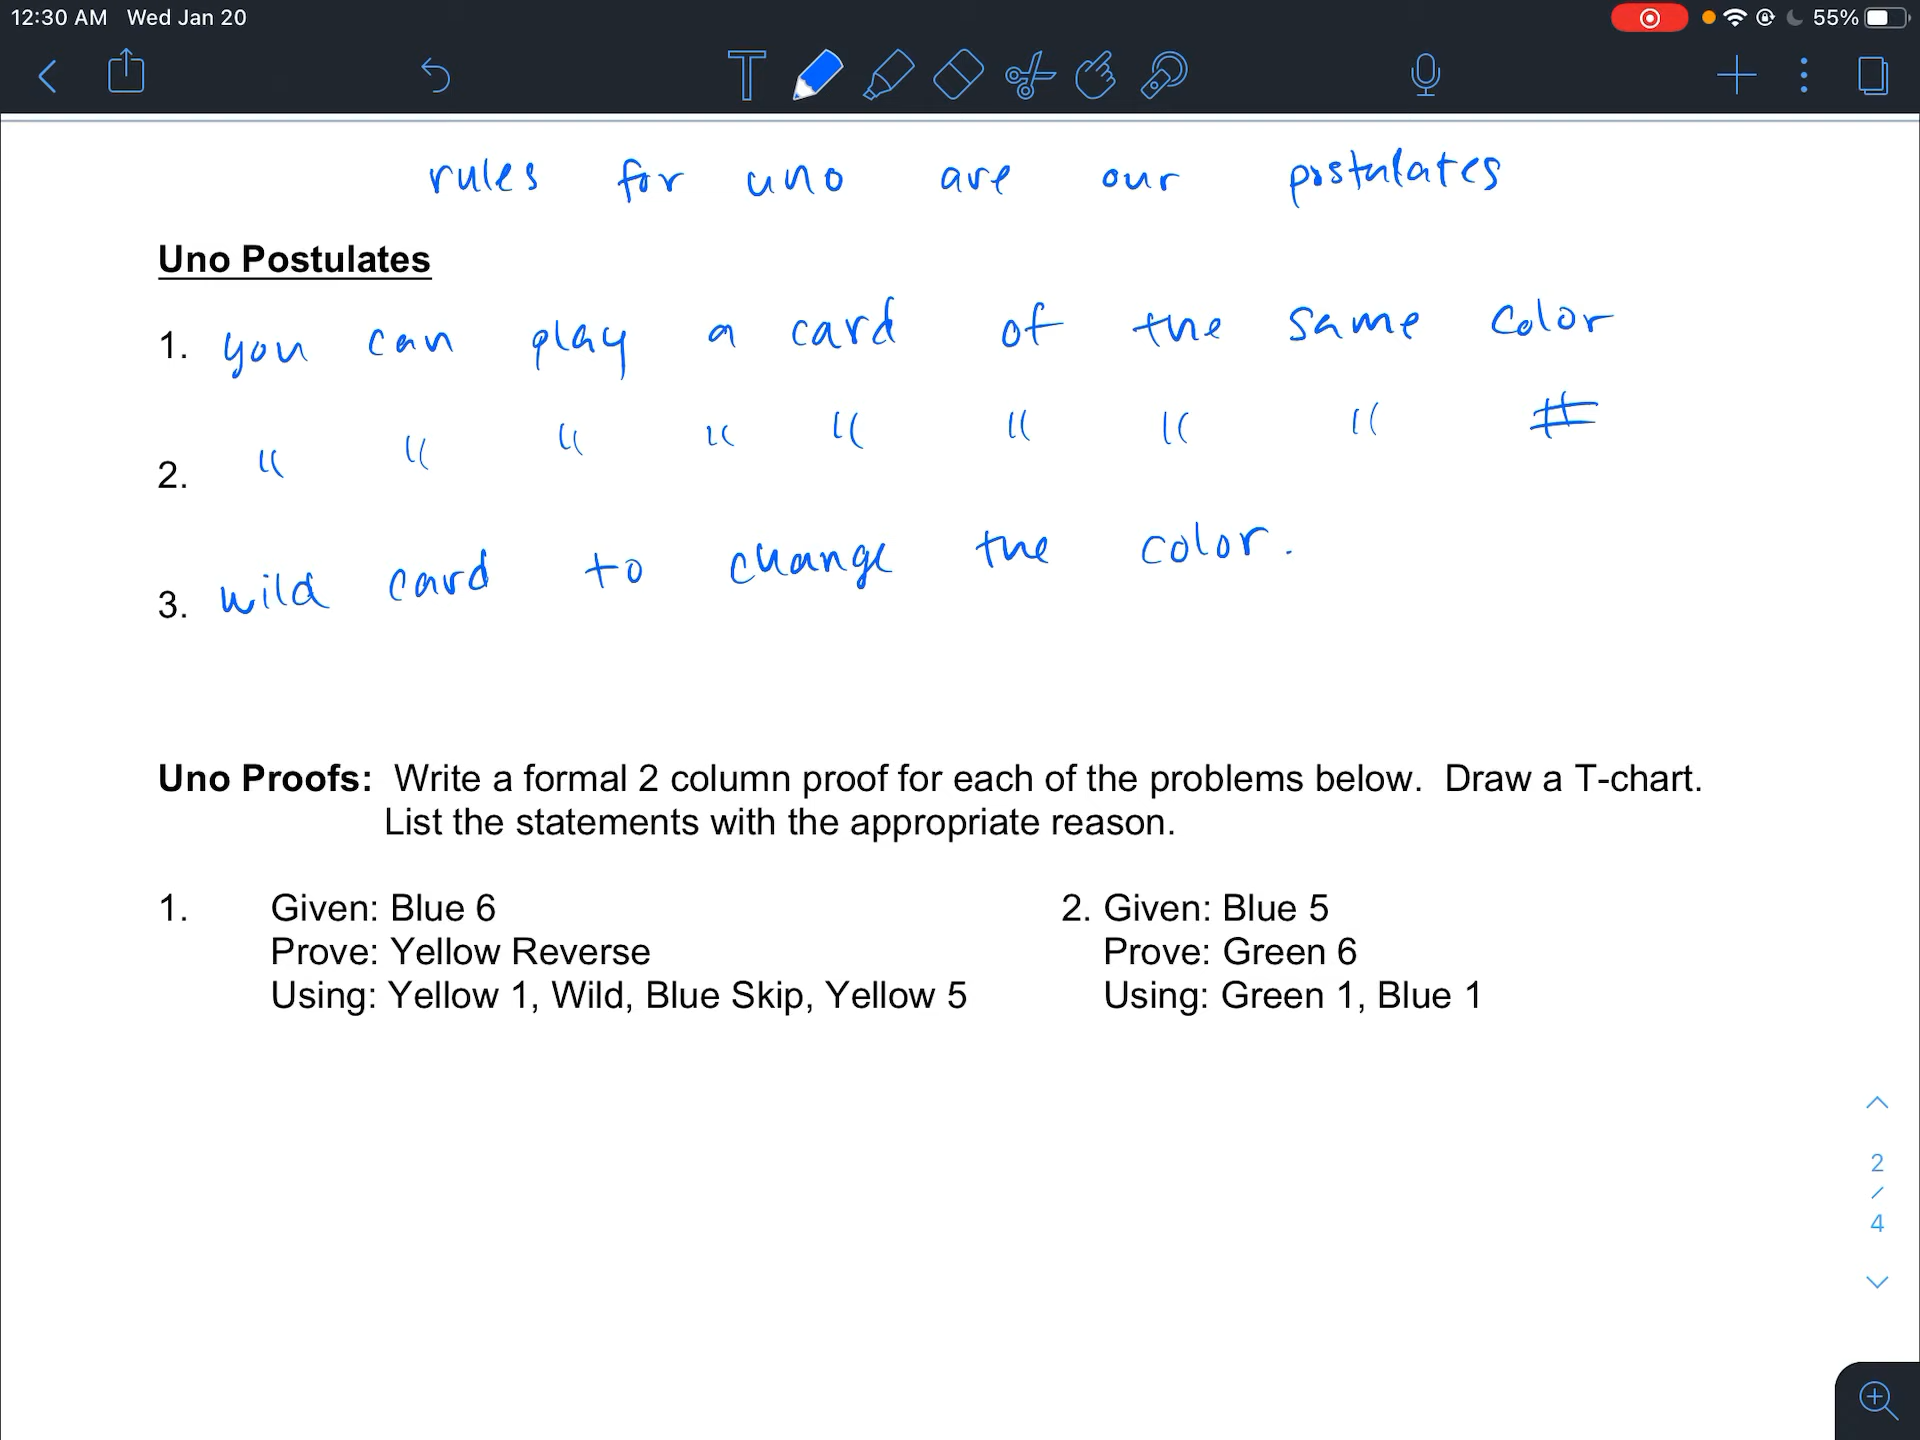 12:30 AM Wed Jan 20 55%
rules for uno are our postulates
Uno Postulates
1. you can play a card of the same color
2. " " " " " " " " #
3. wild card to change the color.
Uno Proofs: Write a formal 2 column proof for each of the problems below. Draw a T-chart.
List the statements with the appropriate reason.
1. Given: Blue 6
Prove: Yellow Reverse
Using: Yellow 1, Wild, Blue Skip, Yellow 5
2. Given: Blue 5
Prove: Green 6
Using: Green 1, Blue 1
2
/
4